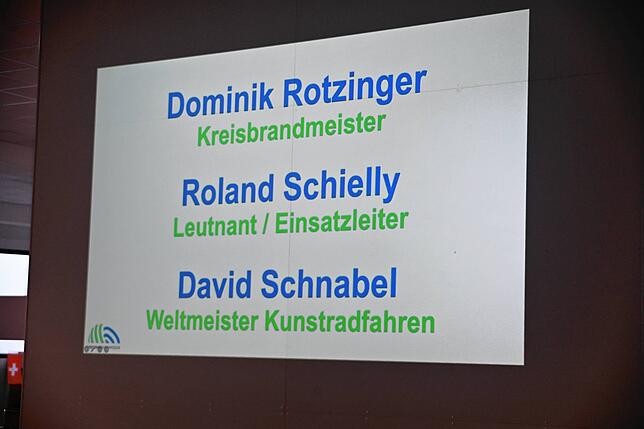 Dominik Rotzinger
Kreisbrandmeister
Roland Schielly
Leutnant / Einsatzleiter
David Schnabel
Weltmeister Kunstradfahren